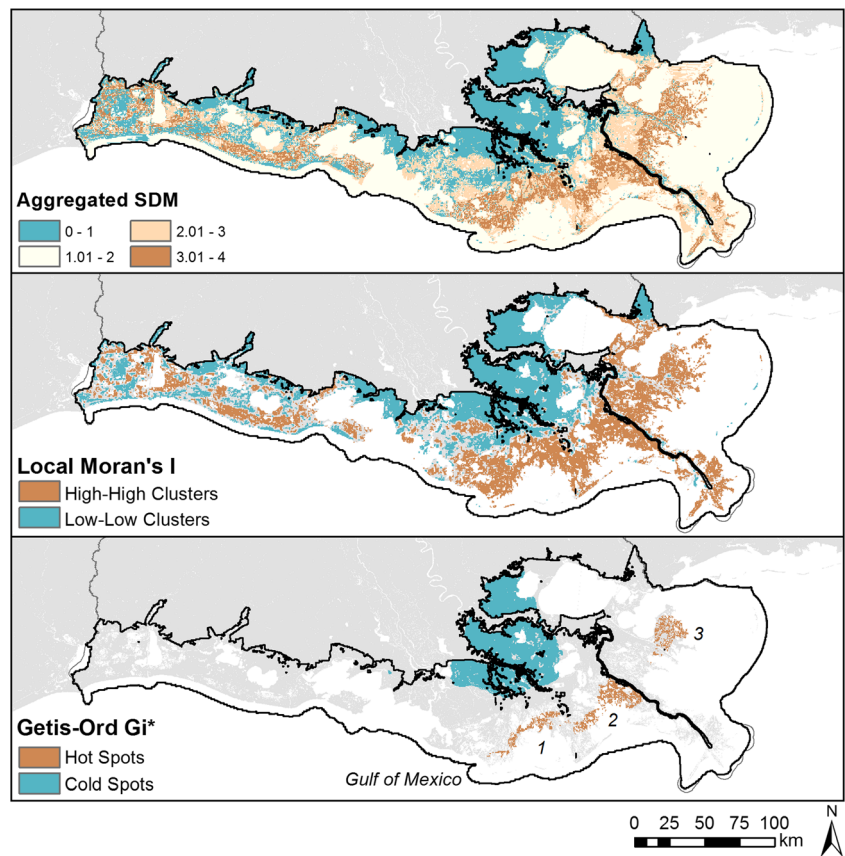 Aggregated SDM
0 - 1
2.01 - 3
1.01 - 2
3.01 - 4
Local Moran's I
High-High Clusters
Low-Low Clusters
3
2
1
Getis-Ord Gi*
Hot Spots
Cold Spots
Gulf of Mexico
0 25 50 75 100
km
N